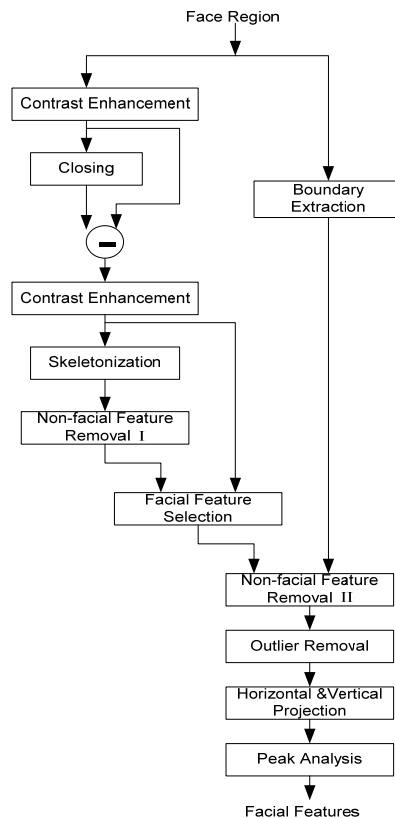 Face Region
Contrast Enhancement
Closing
Boundary
Extraction
Contrast Enhancement
Skeletonization
Non-facial Feature
Removal I
Facial Feature
Selection
Non-facial Feature
Removal II
Outlier Removal
Horizontal &Vertical
Projection
Peak Analysis
Facial Features